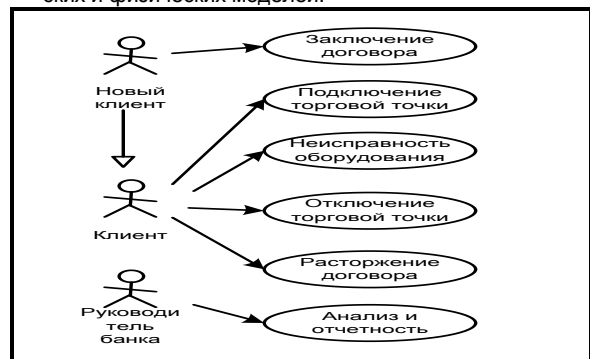 ских и физических моделей.
Заключение
договора
Новый
клиент
Подключение
торговой точки
Неисправность
оборудования
Клиент
Отключение
торговой точки
Расторжение
договора
Руководи
тель
банка
Анализ и
отчетность